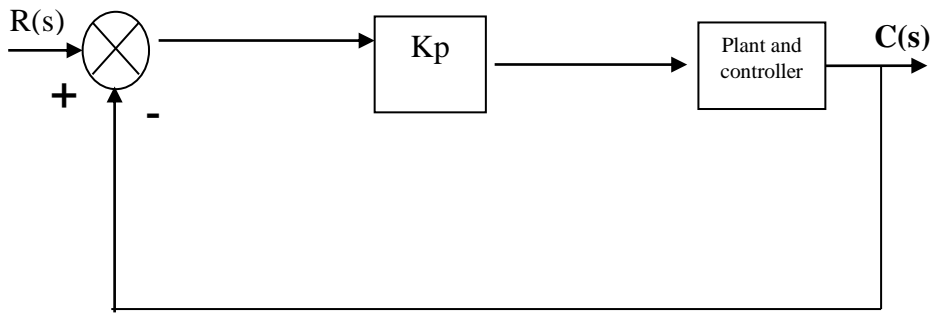 R(s)
+
-
Kp
Plant and
controller
C(s)